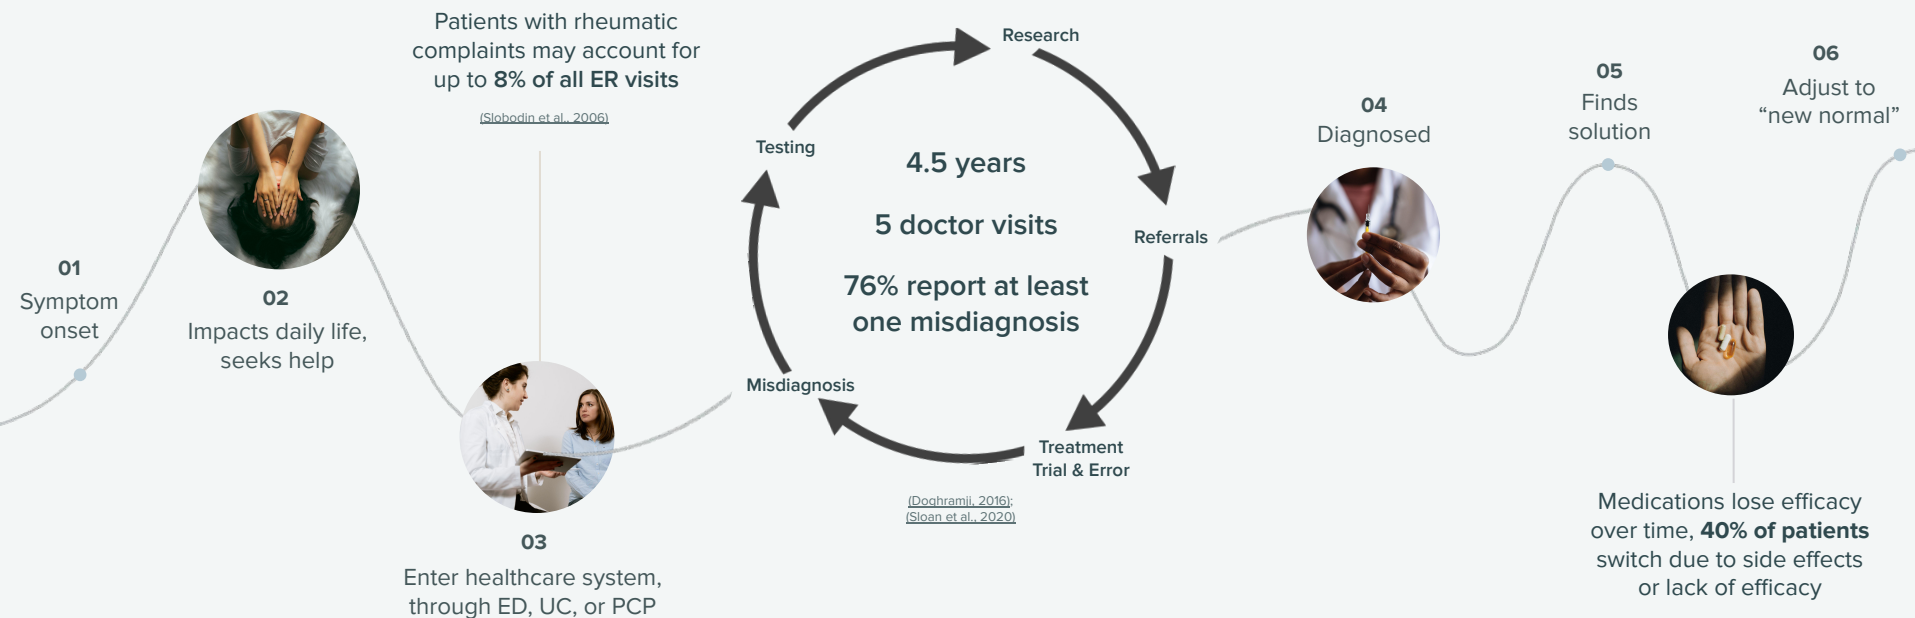 01
Symptom
onset
02
Impacts daily life,
seeks help
Patients with rheumatic
complaints may account for
up to 8% of all ER visits
(Slobodin et al., 2006)
03
Enter healthcare system,
through ED, UC, or PCP
Research
Testing
Referrals
Misdiagnosis
Treatment
Trial & Error
4.5 years
5 doctor visits
76% report at least
one misdiagnosis
(Doghramji, 2016);
(Sloan et al., 2020)
04
Diagnosed
05
Finds
solution
Medications lose efficacy
over time, 40% of patients
switch due to side effects
or lack of efficacy
06
Adjust to
“new normal”